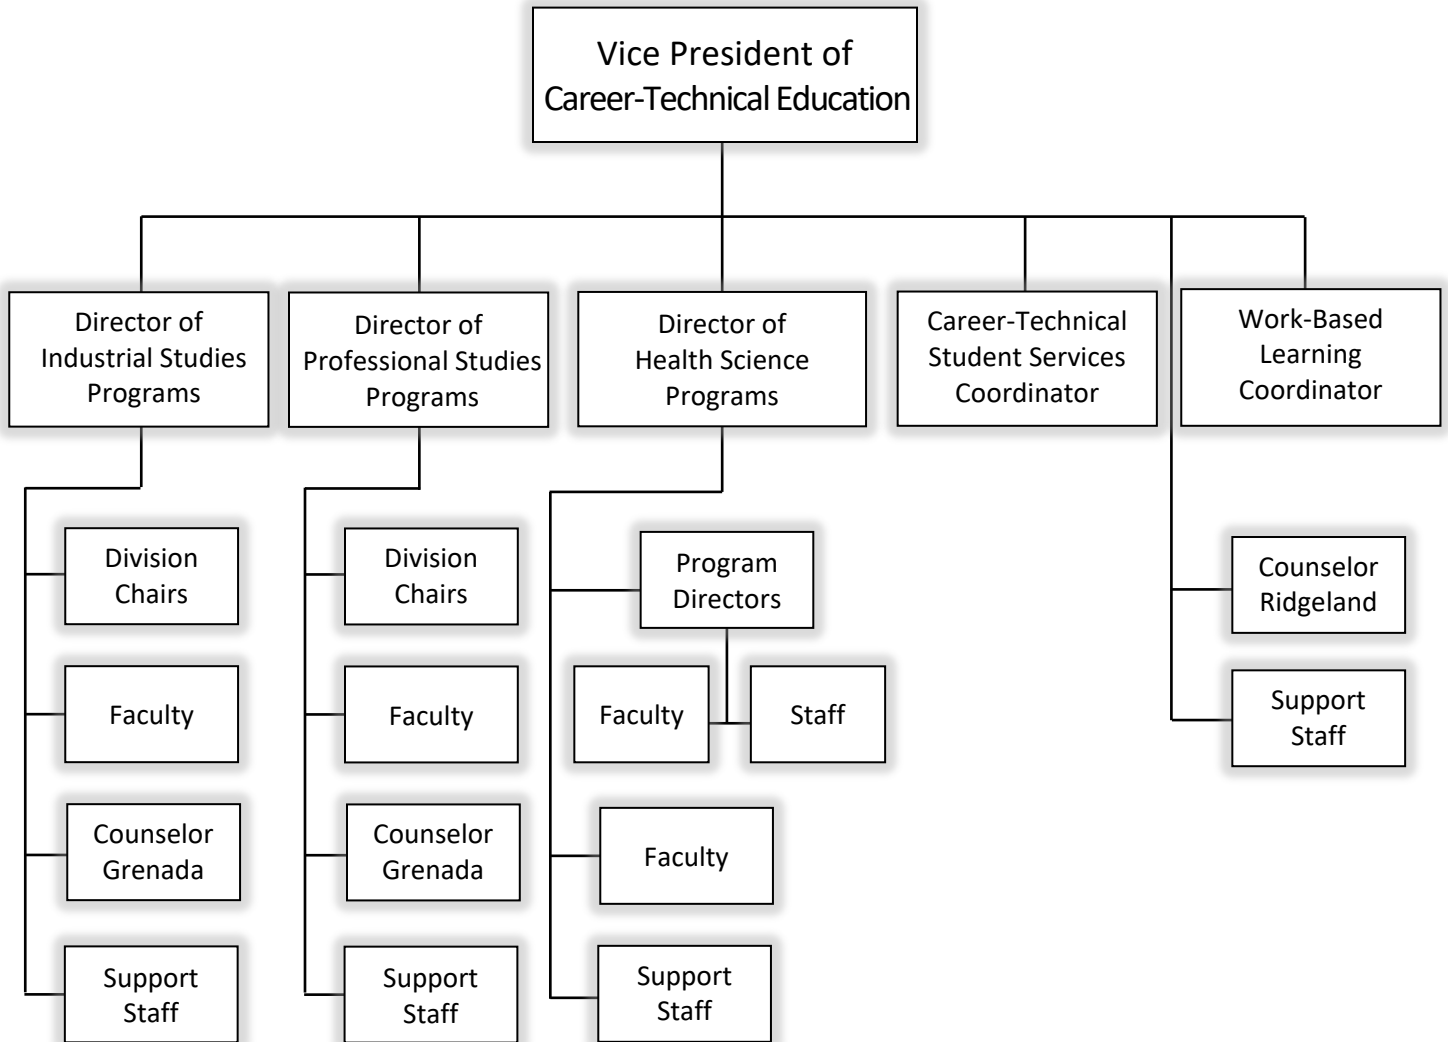 Vice President of
Career-Technical Education
Director of
Industrial Studies
Programs
Director of
Professional Studies
Programs
Director of
Health Science
Programs
Career-Technical
Student Services
Coordinator
Work-Based
Learning
Coordinator
Division
Chairs
Faculty
Counselor
Grenada
Support
Staff
Division
Chairs
Faculty
Counselor
Grenada
Support
Staff
Program
Directors
Faculty
Staff
Faculty
Support
Staff
Counselor
Ridgeland
Support
Staff